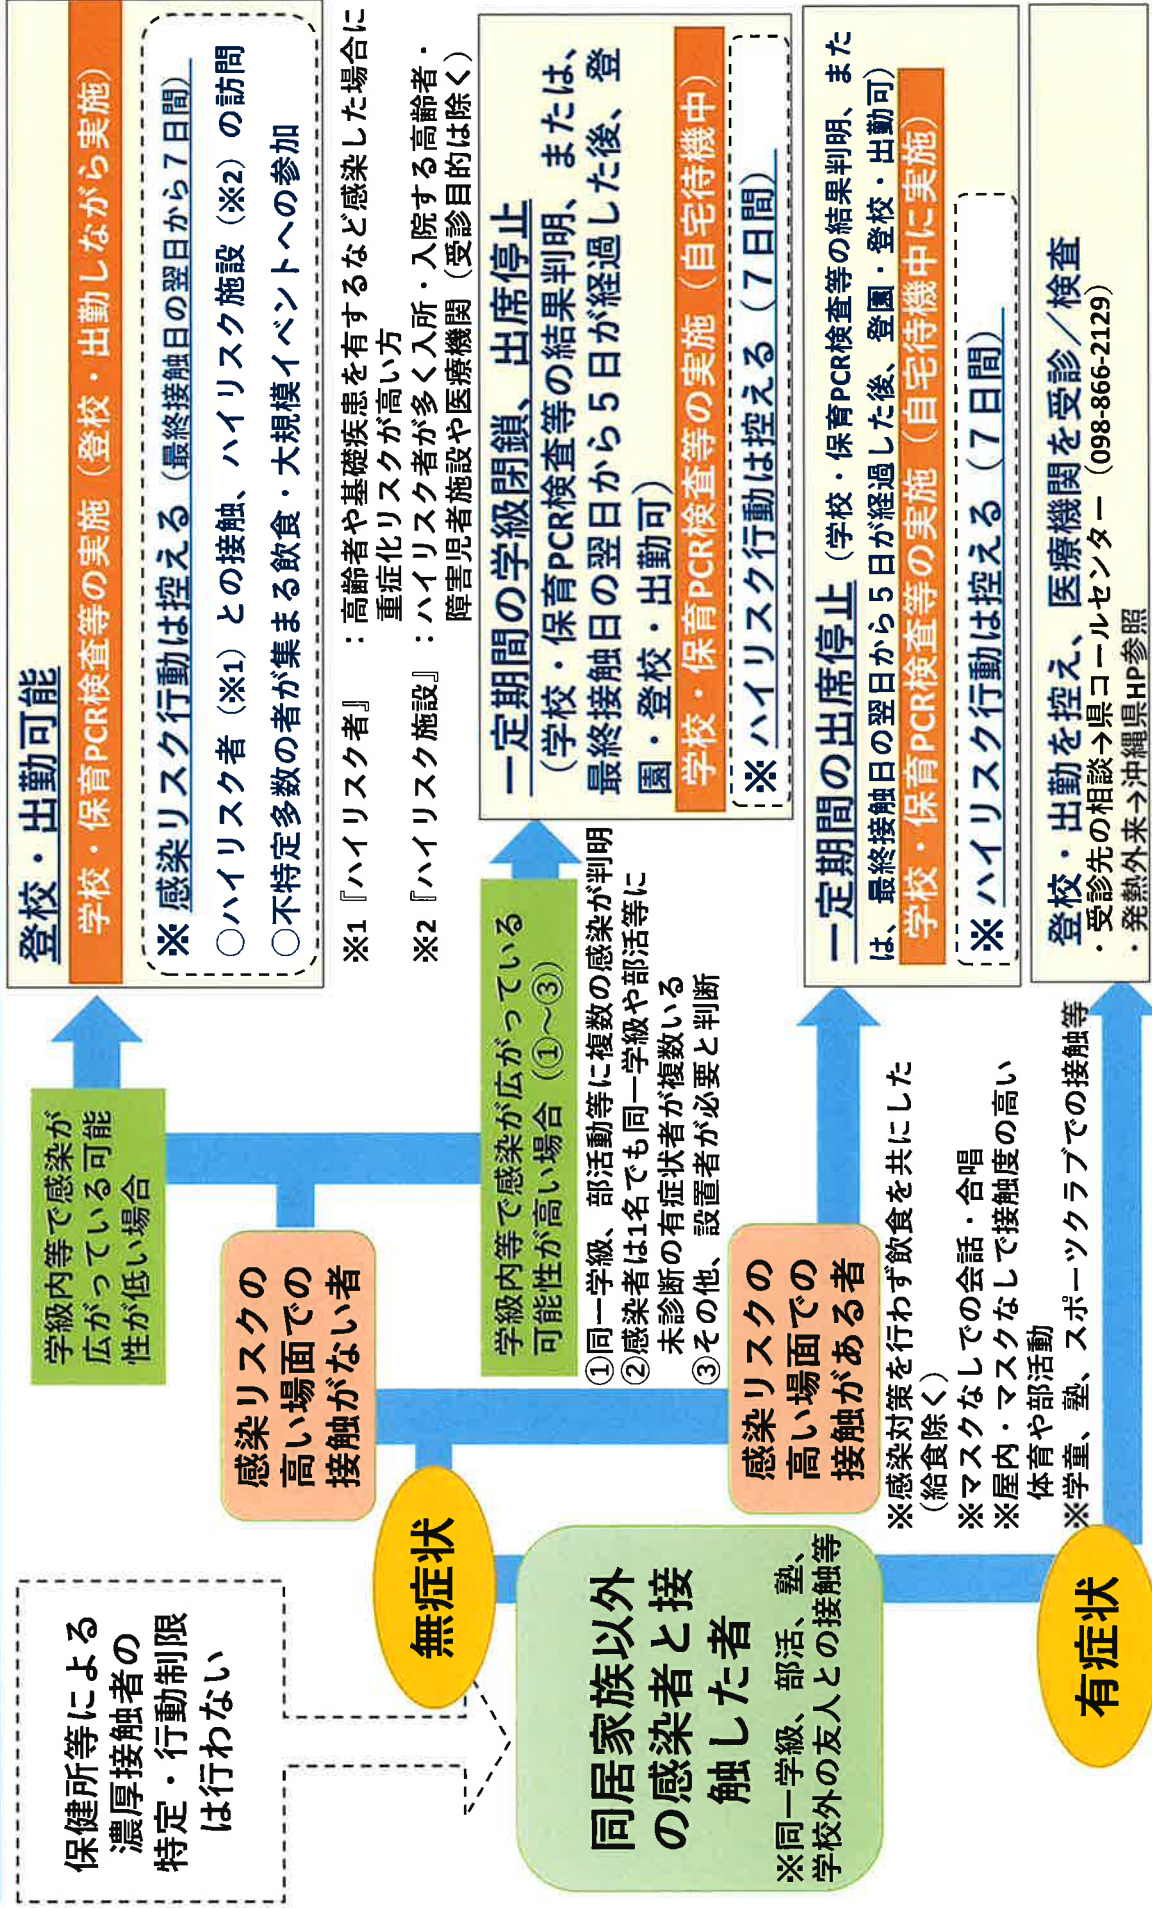 保健所等による
濃厚接触者の
特定・行動制限
は行わない
同居家族以外
の感染者と接
触した者
※同一学級、部活、塾、
学校外の友人との接触等
無症状
有症状
感染リスクの
高い場面での
接触がない者
感染リスクの
高い場面での
接触がある者
※感染対策を行わず飲食を共にした
（給食除く）
※マスクなしでの会話・合唱
※屋内・マスクなしで接触度の高い
体育や部活動
※学童、塾、スポーツクラブでの接触等
学級内等で感染が
広がっている可能
性が低い場合
学級内等で感染が広がっている
可能性が高い場合（①～③）
①同一学級、部活動等に複数の感染が判明
②感染者は1名でも同一学級や部活等に
未診断の有症状者が複数いる
③その他、設置者が必要と判断
登校・出勤可能
学校・保育PCR検査等の実施（登校・出勤しながら実施）
※ 感染リスク行動は控える（最終接触日の翌日から７日間）
○ハイリスク者（※1）との接触、ハイリスク施設（※2）の訪問
○不特定多数の者が集まる飲食・大規模イベントへの参加
※1『ハイリスク者』：高齢者や基礎疾患を有するなど感染した場合に
重症化リスクが高い方
※2『ハイリスク施設』：ハイリスク者が多く入所・入院する高齢者・
障害児者施設や医療機関（受診目的は除く）
一定期間の学級閉鎖、出席停止
（学校・保育PCR検査等の結果判明、または、
最終接触日の翌日から５日が経過した後、登
園・登校・出勤可）
学校・保育PCR検査等の実施（自宅待機中）
※ ハイリスク行動は控える（７日間）
一定期間の出席停止（学校・保育PCR検査等の結果判明、また
は、最終接触日の翌日から５日が経過した後、登園・登校・出勤可）
学校・保育PCR検査等の実施（自宅待機中に実施）
※ ハイリスク行動は控える（７日間）
登校・出勤を控え、医療機関を受診／検査
・受診先の相談→県コールセンター（098-866-2129）
・発熱外来→沖縄県HP参照